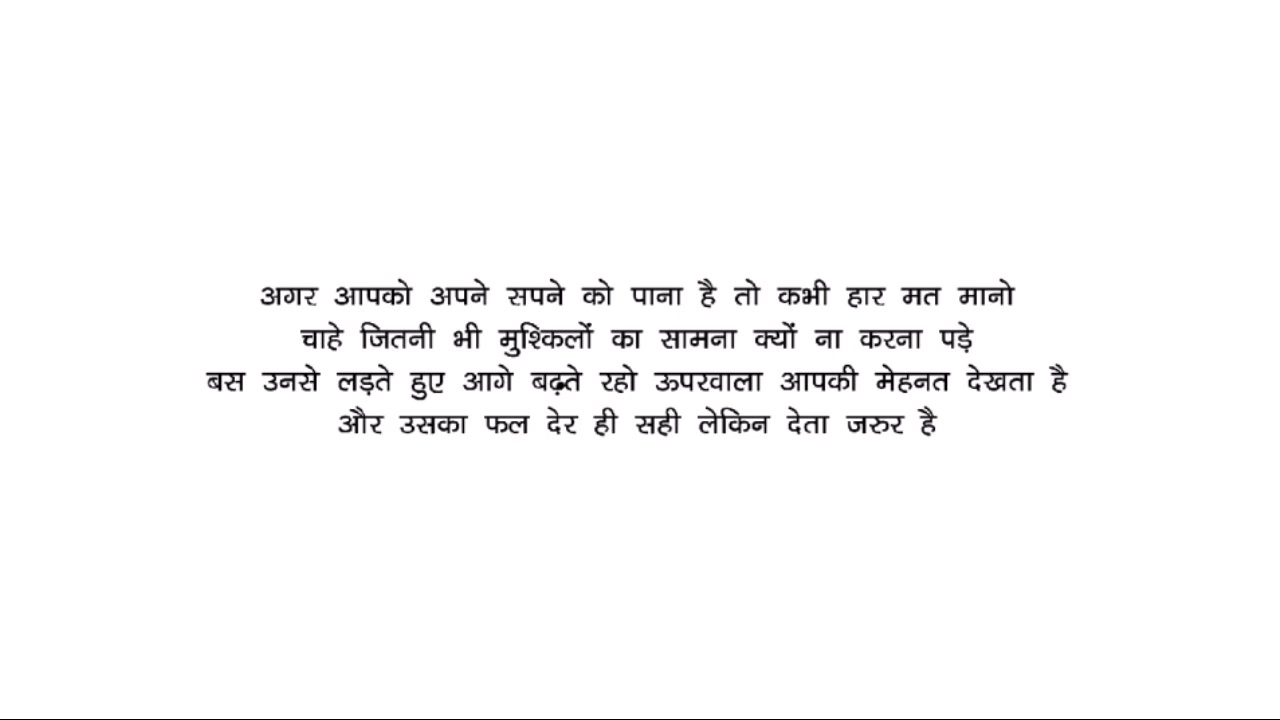 अगर आपको अपने सपने को पाना है तो कभी हार मत मानो
चाहे जितनी भी मुश्किलों का सामना क्यों ना करना पड़े
बस उनसे लड़ते हुए आगे बढ़ते रहो ऊपरवाला आपकी मेहनत देखता है
और उसका फल देर ही सही लेकिन देता जरुर है